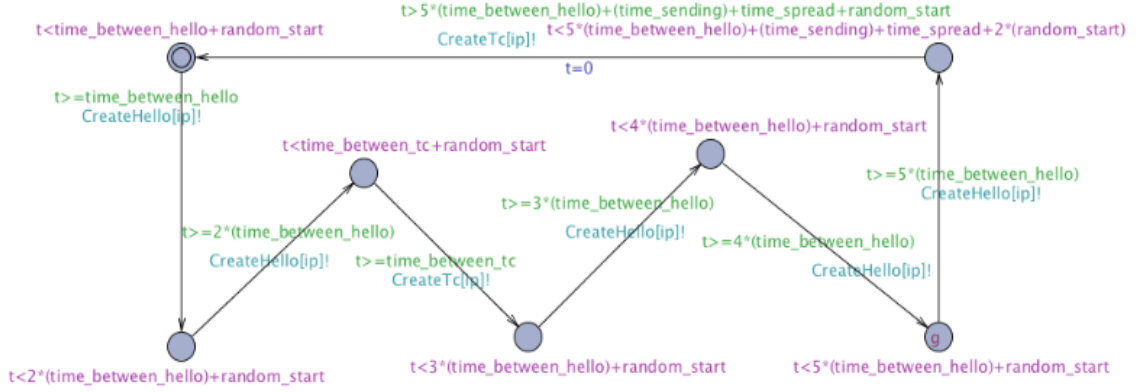 t>5*(time_between_hello)+(time_sending)+time_spread+random_start
t<time_between_hello+random_start
CreateTc[ip]!
t<5*(time_between_hello)+(time_sending)+time_spread+2*(random_start)
t=0
t>=time_between_hello
CreateHello[ip]!
t<4*(time_between_hello)+random_start
t<time_between_tc+random_start
t>=5*(time_between_hello)
CreateHello[ip]!
t>=3*(time_between_hello)
CreateHello[ip]!
t>=2*(time_between_hello)
CreateHello[ip]!
t>=4*(time_between_hello)
CreateHello[ip]!
t>=time_between_tc
CreateTc[ip]!
g
t<2*(time_between_hello)+random_start
t<3*(time_between_hello)+random_start
t<5*(time_between_hello)+random_start